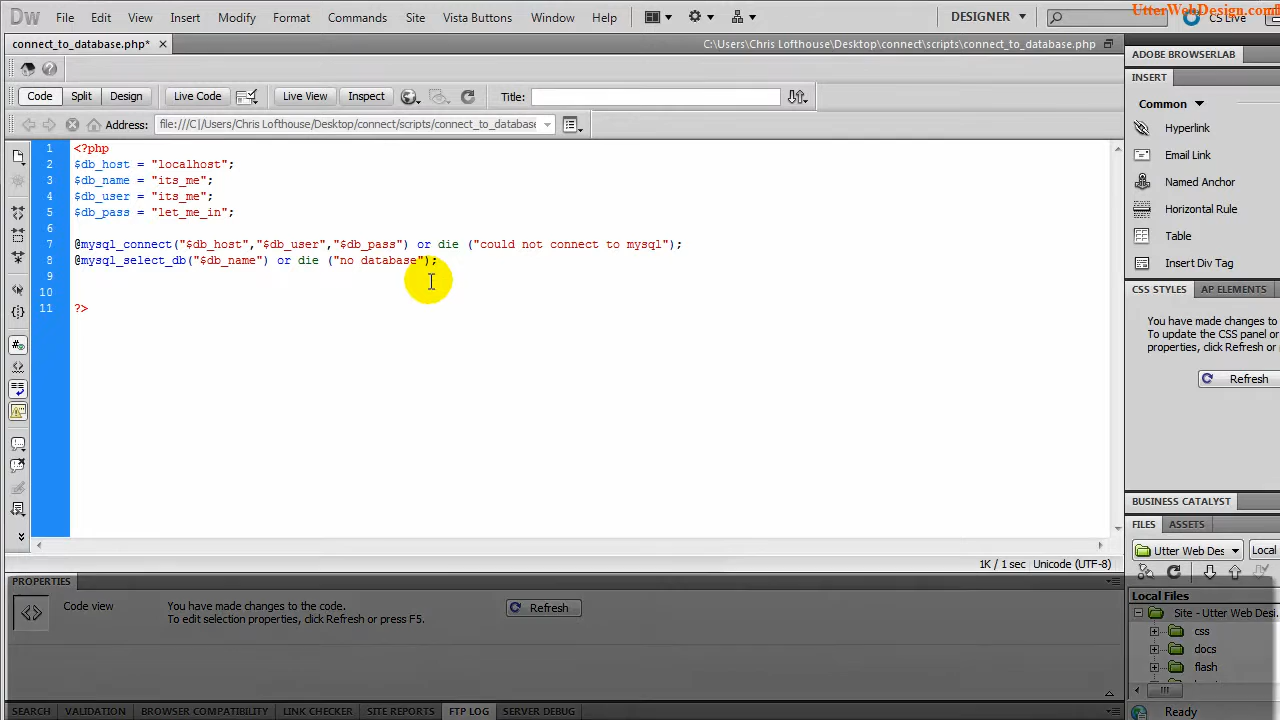 UtterWebDesign.com
Dw File Edit View Insert Modify Format Commands Site Vista Buttons Window Help DESIGNER CS Live
connect_to_database.php* C:\Users\Chris Lofthouse\Desktop\connect\scripts\connect_to_database.php
Code Split Design Live Code Live View Inspect Title:
Address: file:///C|/Users/Chris Lofthouse/Desktop/connect/scripts/connect_to_database
1 <?php
2 $db_host = "localhost";
3 $db_name = "its_me";
4 $db_user = "its_me";
5 $db_pass = "let_me_in";
6
7 @mysql_connect("$db_host","$db_user","$db_pass") or die ("could not connect to mysql");
8 @mysql_select_db("$db_name") or die ("no database");
9
10
11 ?>
1K / 1 sec Unicode (UTF-8)
PROPERTIES
Code view
You have made changes to the code.
To edit selection properties, click Refresh or press F5.
Refresh
SEARCH VALIDATION BROWSER COMPATIBILITY LINK CHECKER SITE REPORTS FTP LOG SERVER DEBUG
ADOBE BROWSERLAB
INSERT
Common
Hyperlink
Email Link
Named Anchor
Horizontal Rule
Table
Insert Div Tag
CSS STYLES AP ELEMENTS
You have made changes to
To update the CSS panel or
properties, click Refresh or
Refresh
BUSINESS CATALYST
FILES ASSETS
Utter Web Des Local
Local Files
Site - Utter Web Desi
css
docs
flash
Ready